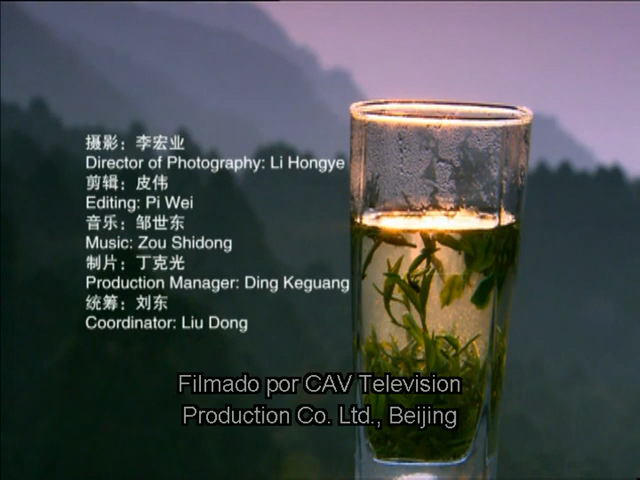 摄影：李宏业
Director of Photography: Li Hongye
剪辑：皮伟
Editing: Pi Wei
音乐：邹世东
Music: Zou Shidong
制片：丁克光
Production Manager: Ding Keguang
统筹：刘东
Coordinator: Liu Dong
Filmado por CAV Television
Production Co. Ltd., Beijing